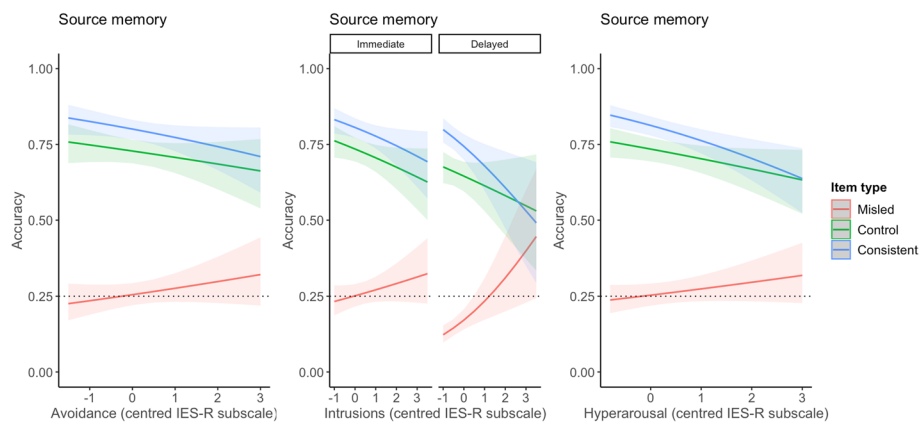 Source memory
1.00
0.75
0.50
0.25
0.00
Accuracy
-1 0 1 2 3
Avoidance (centred IES-R subscale)
Source memory
Immediate Delayed
1.00
0.75
0.50
0.25
0.00
Accuracy
-1 0 1 2 3 -1 0 1 2 3
Intrusions (centred IES-R subscale)
Source memory
1.00
0.75
0.50
0.25
0.00
Accuracy
0 1 2 3
Hyperarousal (centred IES-R subscale)
Item type
Misled
Control
Consistent